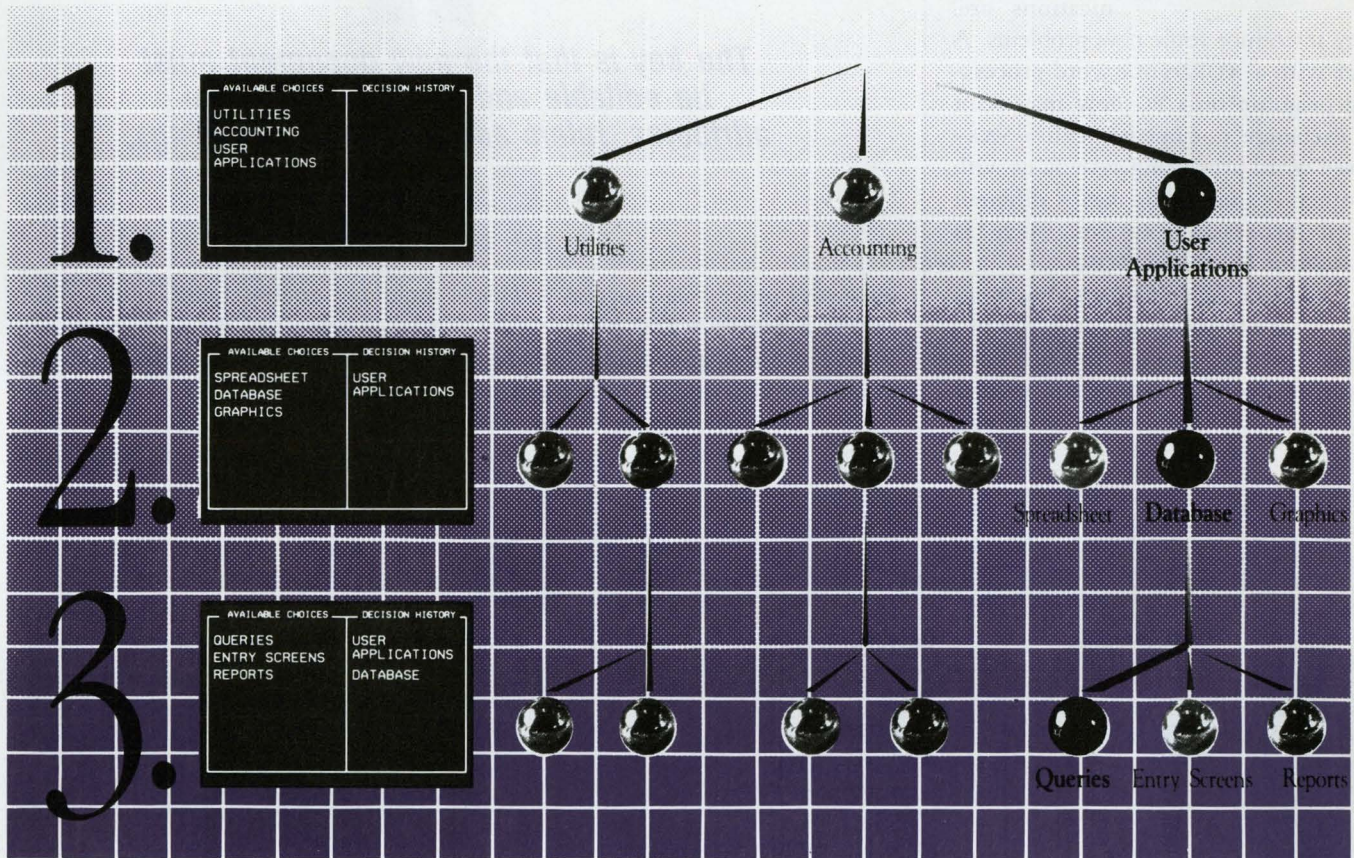 1.
AVAILABLE CHOICES DECISION HISTORY
UTILITIES
ACCOUNTING
USER
APPLICATIONS
Utilities
Accounting
User
Applications
2.
AVAILABLE CHOICES DECISION HISTORY
SPREADSHEET
DATABASE
GRAPHICS
USER
APPLICATIONS
Spreadsheet
Database
Graphics
3.
AVAILABLE CHOICES DECISION HISTORY
QUERIES
ENTRY SCREENS
REPORTS
USER
APPLICATIONS
DATABASE
Queries
Entry Screens
Reports